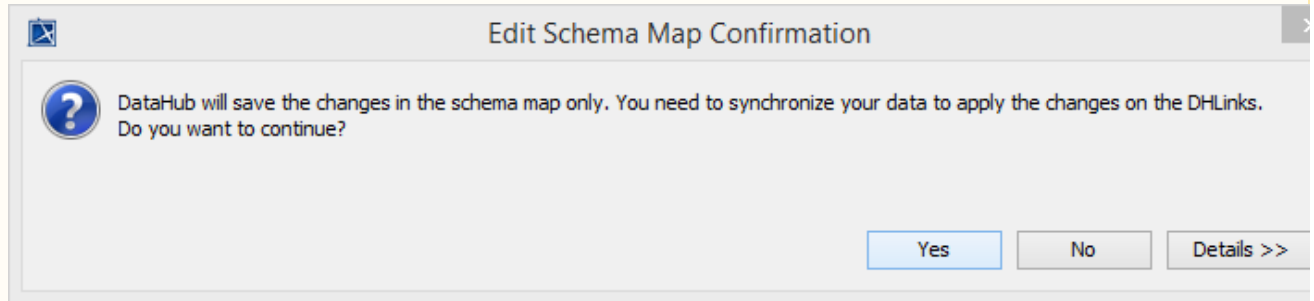 Edit Schema Map Confirmation
DataHub will save the changes in the schema map only. You need to synchronize your data to apply the changes on the DHLinks.
Do you want to continue?
Yes
No
Details >>